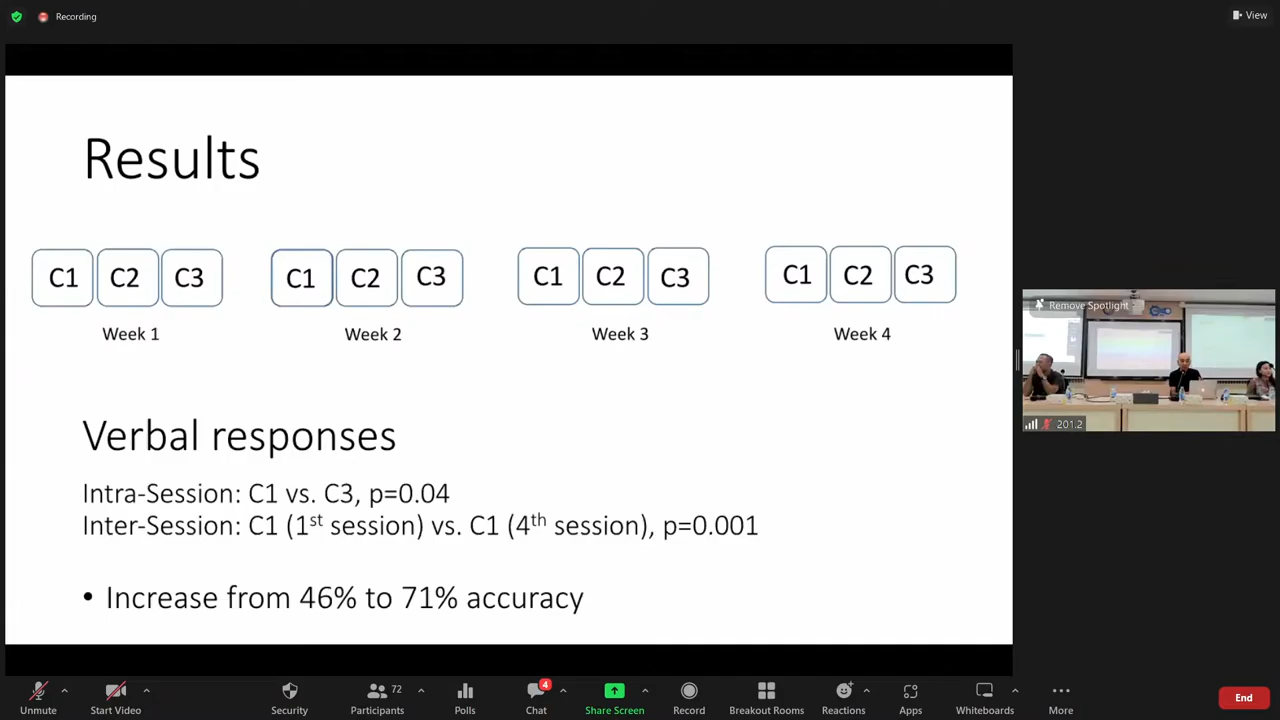 Recording
View
Results
C1 C2 C3 C1 C2 C3 C1 C2 C3 C1 C2 C3
Week 1 Week 2 Week 3 Week 4
Remove Spotlight
201.2
Verbal responses
Intra-Session: C1 vs. C3, p=0.04
Inter-Session: C1 (1st session) vs. C1 (4th session), p=0.001
• Increase from 46% to 71% accuracy
72
4
Unmute Start Video Security Participants Polls Chat Share Screen Record Breakout Rooms Reactions Apps Whiteboards More End